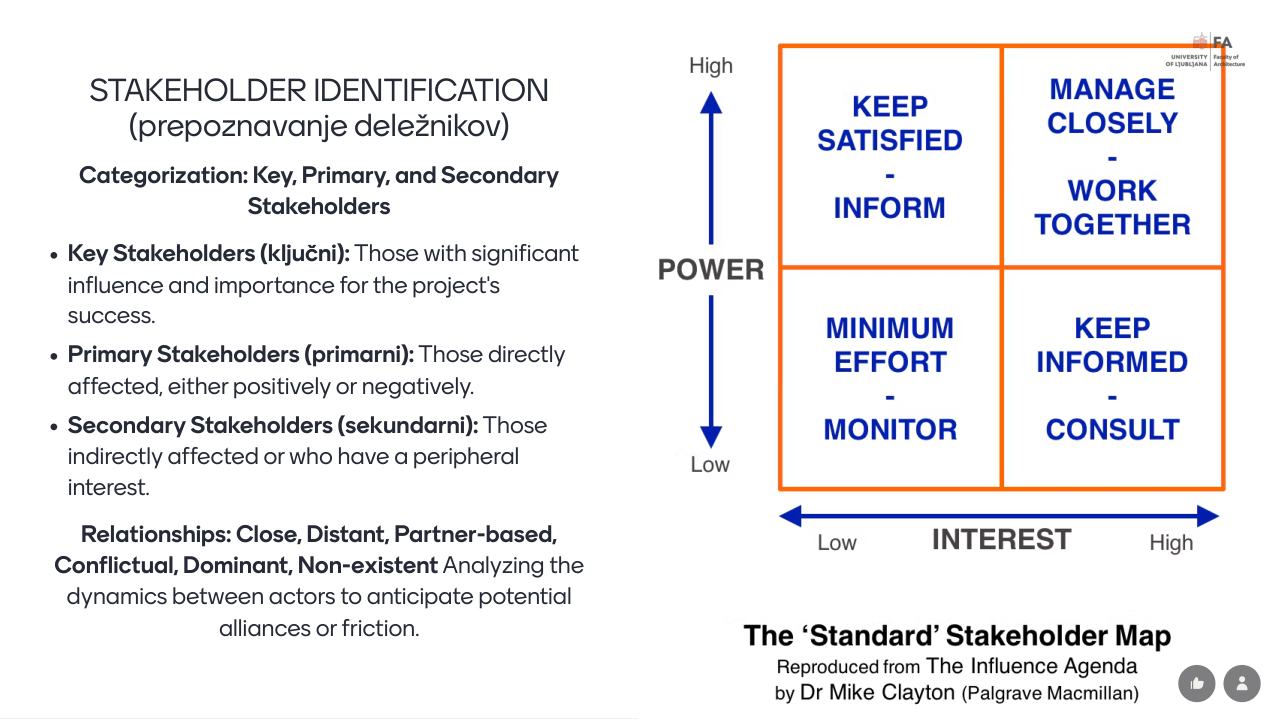 STAKEHOLDER IDENTIFICATION
(prepoznavanje deležnikov)
Categorization: Key, Primary, and Secondary
Stakeholders
• Key Stakeholders (ključni): Those with significant
influence and importance for the project's
success.
• Primary Stakeholders (primarni): Those directly
affected, either positively or negatively.
• Secondary Stakeholders (sekundarni): Those
indirectly affected or who have a peripheral
interest.
Relationships: Close, Distant, Partner-based,
Conflictual, Dominant, Non-existent Analyzing the
dynamics between actors to anticipate potential
alliances or friction.
FA
UNIVERSITY
OF LJUBLJANA
Faculty of
Architecture
High
POWER
Low
KEEP
SATISFIED
-
INFORM
MANAGE
CLOSELY
-
WORK
TOGETHER
MINIMUM
EFFORT
-
MONITOR
KEEP
INFORMED
-
CONSULT
Low
INTEREST
High
The ‘Standard’ Stakeholder Map
Reproduced from The Influence Agenda
by Dr Mike Clayton (Palgrave Macmillan)